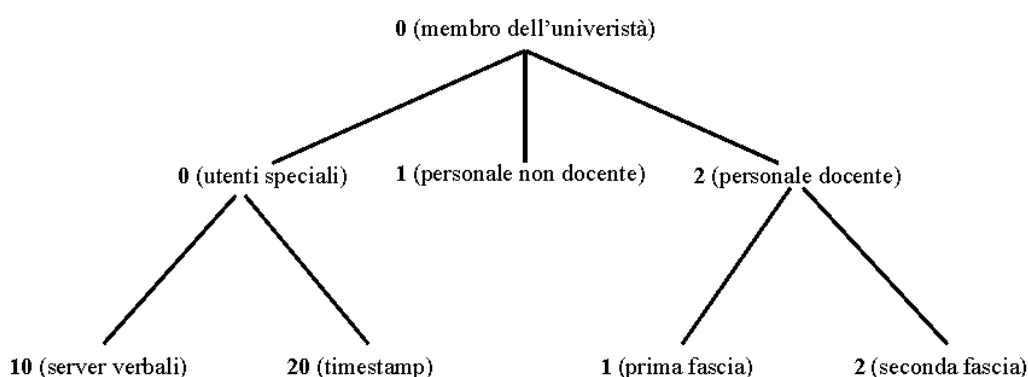 0 (membro dell'univeristà)
0 (utenti speciali)
1 (personale non docente)
2 (personale docente)
10 (server verbali)
20 (timestamp)
1 (prima fascia)
2 (seconda fascia)